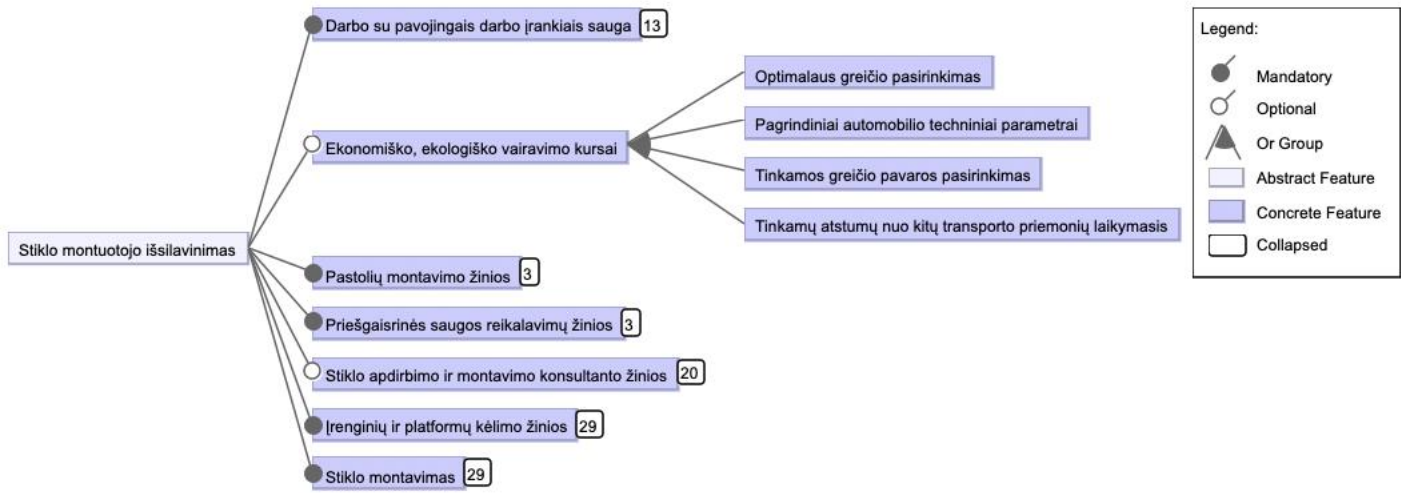 Darbo su pavojingais darbo įrankiais sauga 13
Optimalaus greičio pasirinkimas
Pagrindiniai automobilio techniniai parametrai
Ekonomiško, ekologiško vairavimo kursai
Tinkamos greičio pavaros pasirinkimas
Tinkamų atstumų nuo kitų transporto priemonių laikymasis
Stiklo montuotojo išsilavinimas
Pastolių montavimo žinios 3
Priešgaisrinės saugos reikalavimų žinios 3
Stiklo apdirbimo ir montavimo konsultanto žinios 20
Įrenginių ir platformų kėlimo žinios 29
Stiklo montavimas 29
Legend:
Mandatory
Optional
Or Group
Abstract Feature
Concrete Feature
Collapsed